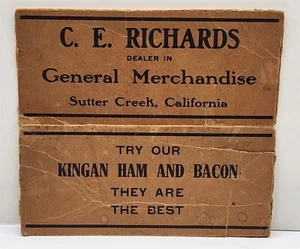 C. E. RICHARDS
DEALER IN
General Merchandise
Sutter Creek, California
TRY OUR
KINGAN HAM AND BACON
THEY ARE
THE BEST